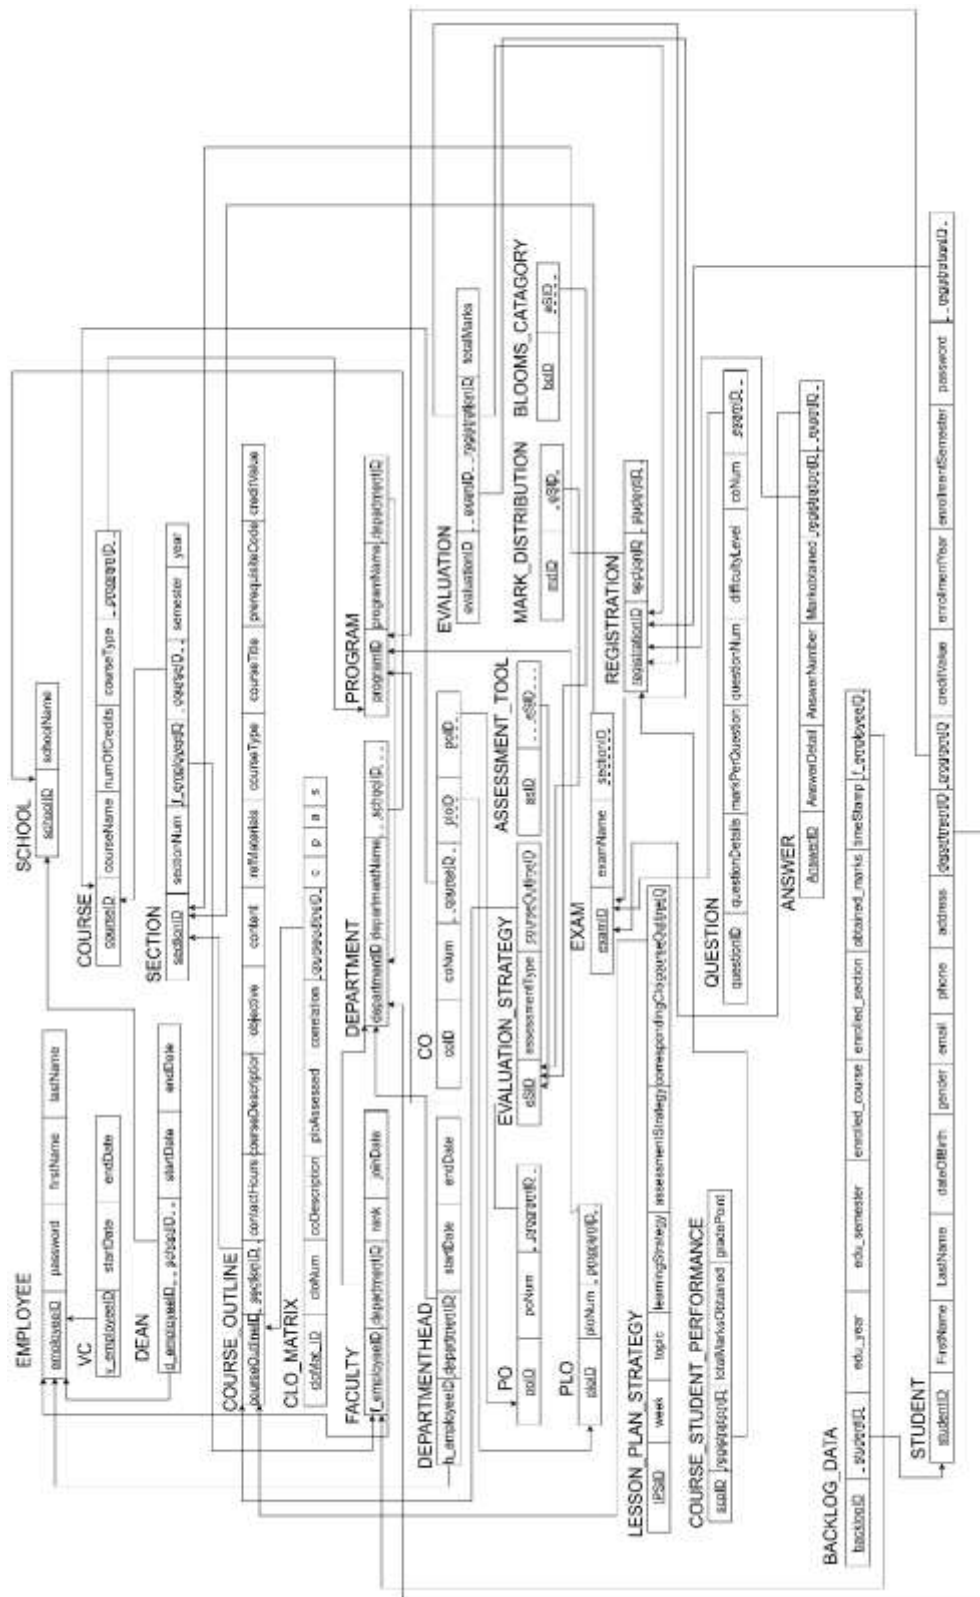 EMPLOYEE
employeeID password firstName lastName
VC
v_employeeID startDate endDate
DEAN
d_employeeID schoolID startDate endDate
SCHOOL
schoolID schoolName
COURSE
courseID courseName numOfCredits courseType programID
SECTION
sectionID sectionNum f_employeeID courseID semester year
COURSE_OUTLINE
courseOutlineID sectionID contactHours courseDescription objective content refMaterials courseType courseTitle prerequisiteCode creditValue
CLO_MATRIX
cloMac_ID cloNum coDescription ploAssessed correlation courseoutlineID c p a s
FACULTY
f_employeeID departmentID rank joinDate
DEPARTMENT
departmentID departmentName schoolID
PROGRAM
programID programName departmentID
DEPARTMENTHEAD
h_employeeID departmentID startDate endDate
CO
coID coNum courseID ploID poID
EVALUATION
evaluationID examID registrationID totalMarks
PO
poID poNum programID
EVALUATION_STRATEGY
eSID assessmentType courseOutlineID
ASSESSMENT_TOOL
asID eSID
MARK_DISTRIBUTION
mdID eSID
BLOOMS_CATAGORY
bcID eSID
PLO
ploID ploNum programID
EXAM
examID examName sectionID
REGISTRATION
registrationID sectionID studentID
LESSON_PLAN_STRATEGY
lPSID week topic learningStrategy assessmentStrategy correspondingClo courseOutlineID
COURSE_STUDENT_PERFORMANCE
scpID registrationID totalMarksObtained gradePoint
QUESTION
questionID questionDetails markPerQuestion questionNum difficultyLevel coNum examID
ANSWER
AnswerID AnswerDetail AnswerNumber Markobtained registrationID examID
BACKLOG_DATA
backlogID studentID edu_year edu_semester enrolled_course enrolled_section obtained_marks timeStamp f_employeeID
STUDENT
studentID FirstName LastName dateOfBirth gender email phone address departmentID programID creditValue enrollmentYear enrollmentSemester password registrationID